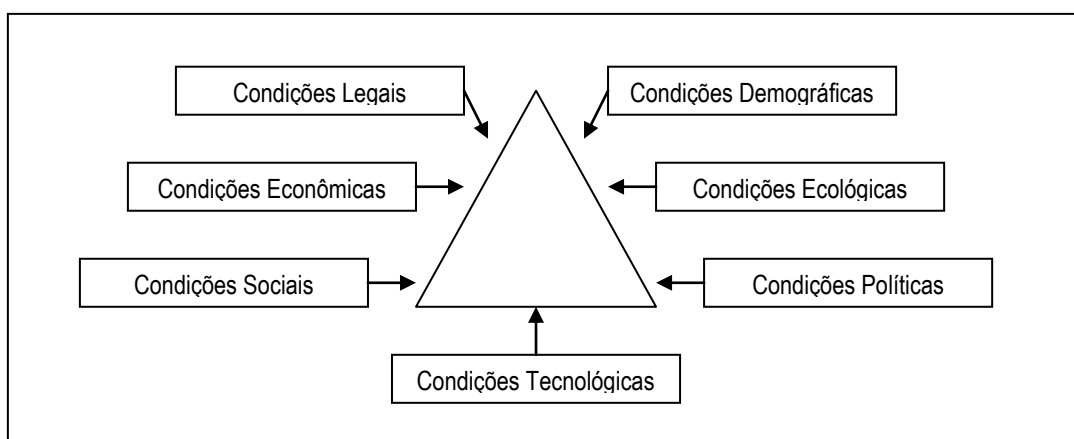 Condições Legais
Condições Demográficas
Condições Econômicas
Condições Ecológicas
Condições Sociais
Condições Políticas
Condições Tecnológicas